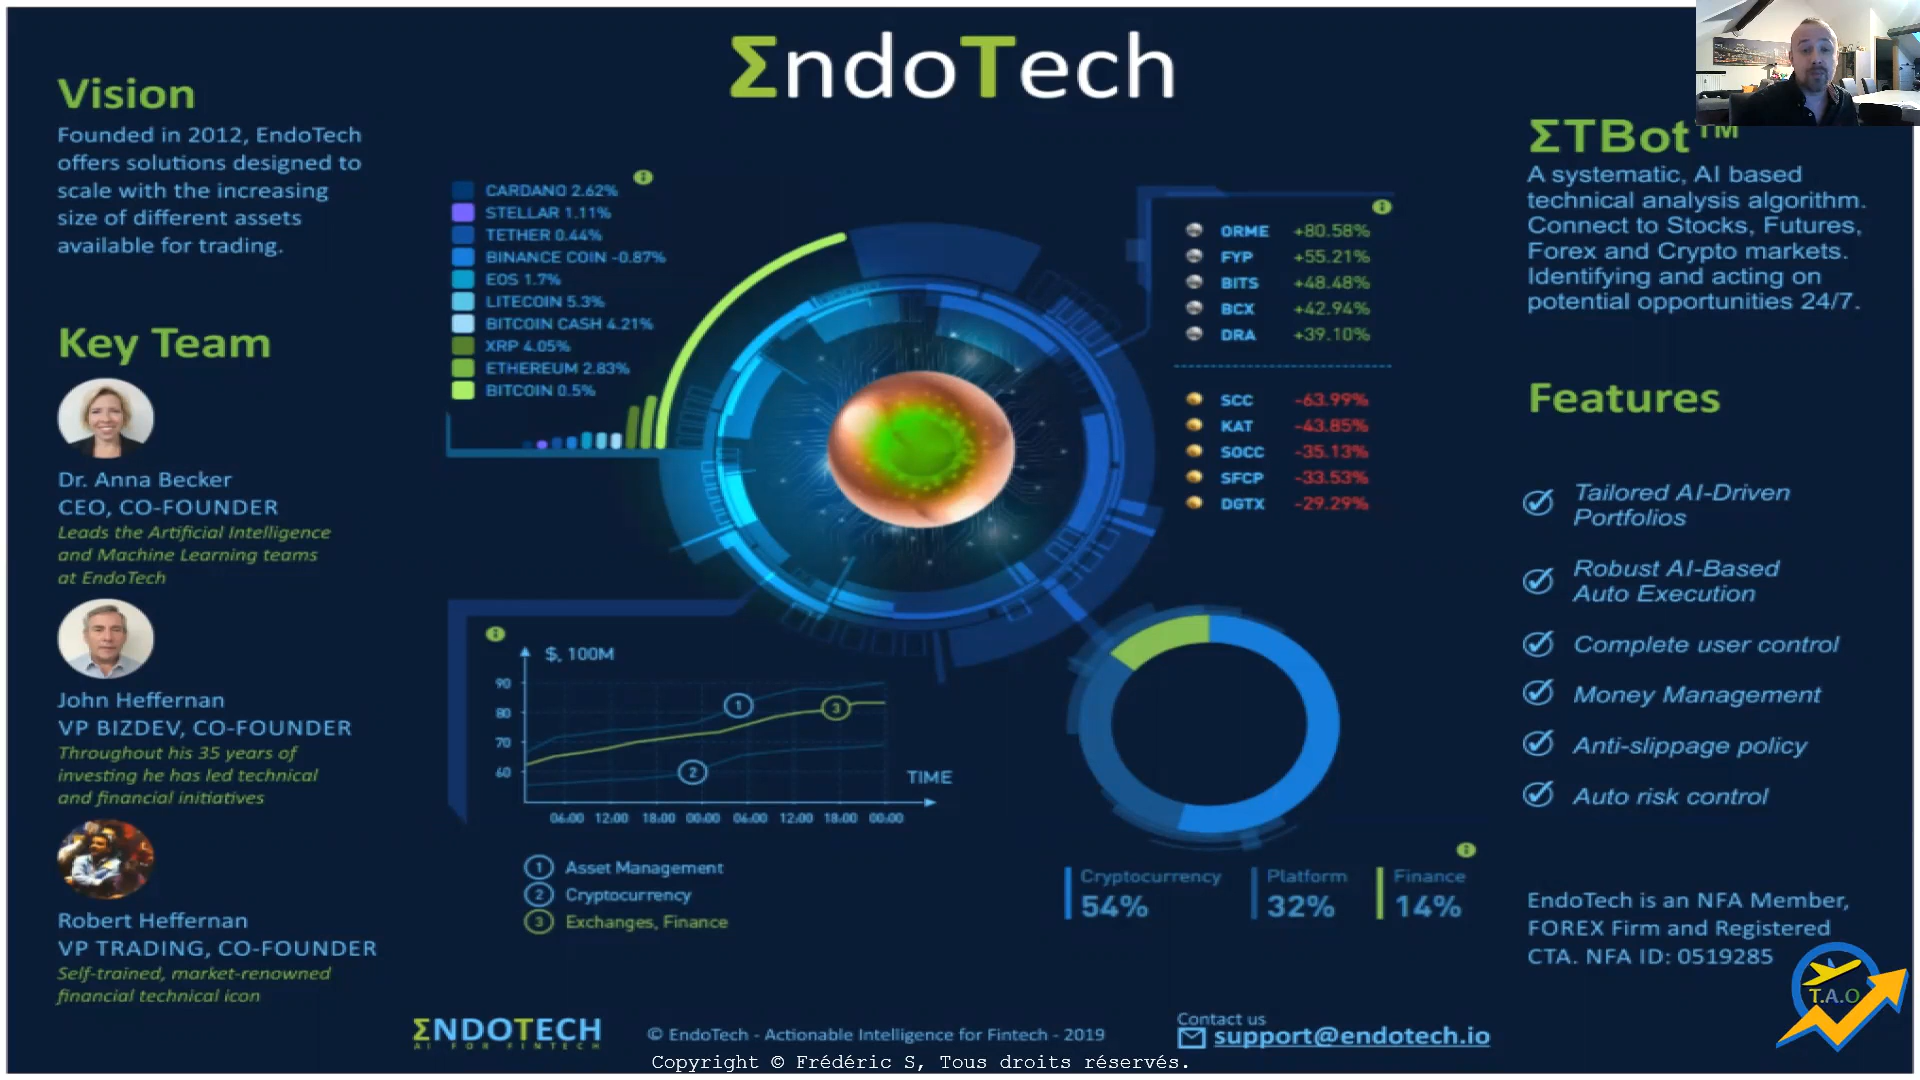 ΣndoTech
Vision
Founded in 2012, EndoTech
offers solutions designed to
scale with the increasing
size of different assets
available for trading.
Key Team
Dr. Anna Becker
CEO, CO-FOUNDER
Leads the Artificial Intelligence
and Machine Learning teams
at EndoTech
John Heffernan
VP BIZDEV, CO-FOUNDER
Throughout his 35 years of
investing he has led technical
and financial initiatives
Robert Heffernan
VP TRADING, CO-FOUNDER
Self-trained, market-renowned
financial technical icon
CARDANO 2.62%
STELLAR 1.11%
TETHER 0.44%
BINANCE COIN -0.87%
EOS 1.7%
LITECOIN 5.3%
BITCOIN CASH 4.21%
XRP 4.05%
ETHEREUM 2.83%
BITCOIN 0.5%
ORME +80.58%
FYP +55.21%
BITS +48.48%
BCX +42.94%
DRA +39.10%
SCC -63.99%
KAT -43.85%
SOCC -35.13%
SFCP -33.53%
DGTX -29.29%
$, 100M
90
80
70
60
1
3
2
TIME
06:00 12:00 18:00 00:00 06:00 12:00 18:00 00:00
1 Asset Management
2 Cryptocurrency
3 Exchanges, Finance
Cryptocurrency Platform Finance
54% 32% 14%
ΣTBot™
A systematic, AI based
technical analysis algorithm.
Connect to Stocks, Futures,
Forex and Crypto markets.
Identifying and acting on
potential opportunities 24/7.
Features
Tailored AI-Driven
Portfolios
Robust AI-Based
Auto Execution
Complete user control
Money Management
Anti-slippage policy
Auto risk control
EndoTech is an NFA Member,
FOREX Firm and Registered
CTA. NFA ID: 0519285
T.A.O
ΣNDOTECH
AI FOR FINTECH
© EndoTech - Actionable Intelligence for Fintech - 2019
Contact us
support@endotech.io
Copyright © Frédéric S, Tous droits réservés.